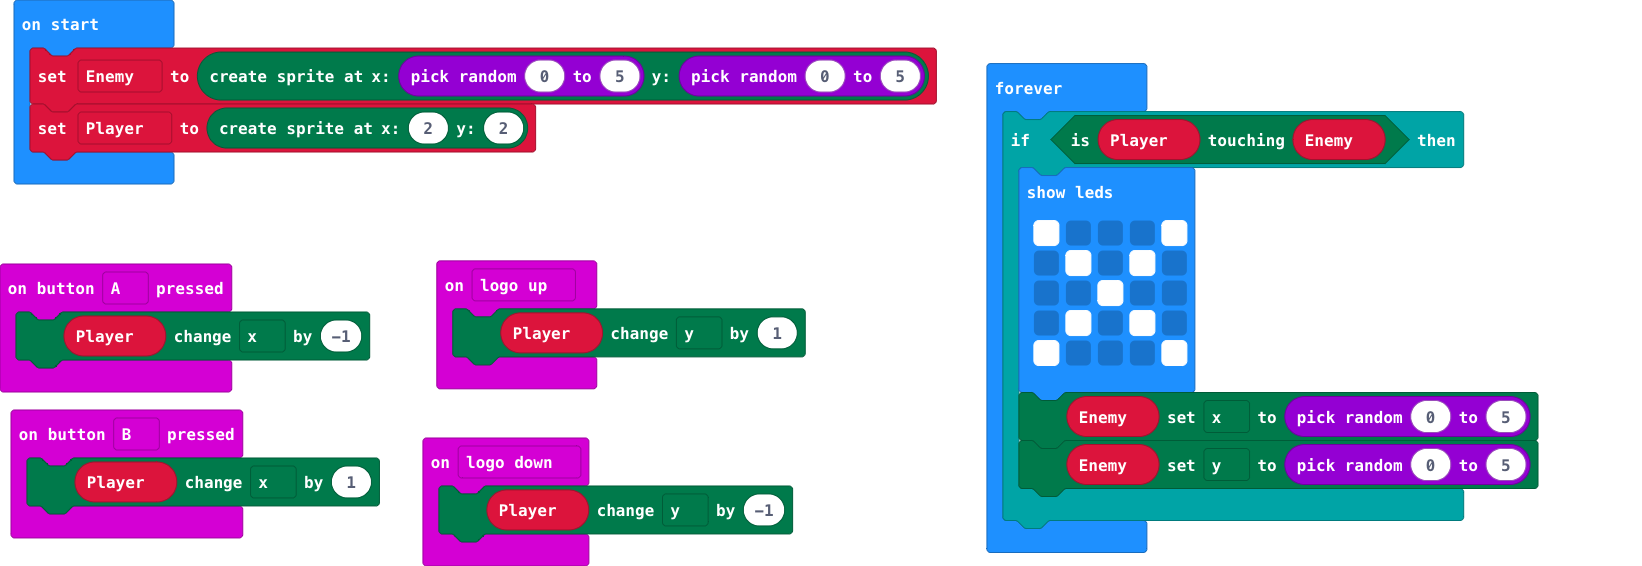 on start
set Enemy to create sprite at x: pick random 0 to 5 y: pick random 0 to 5
set Player to create sprite at x: 2 y: 2
on button A pressed
Player change x by -1
on button B pressed
Player change x by 1
on logo up
Player change y by 1
on logo down
Player change y by -1
forever
if is Player touching Enemy then
show leds
Enemy set x to pick random 0 to 5
Enemy set y to pick random 0 to 5